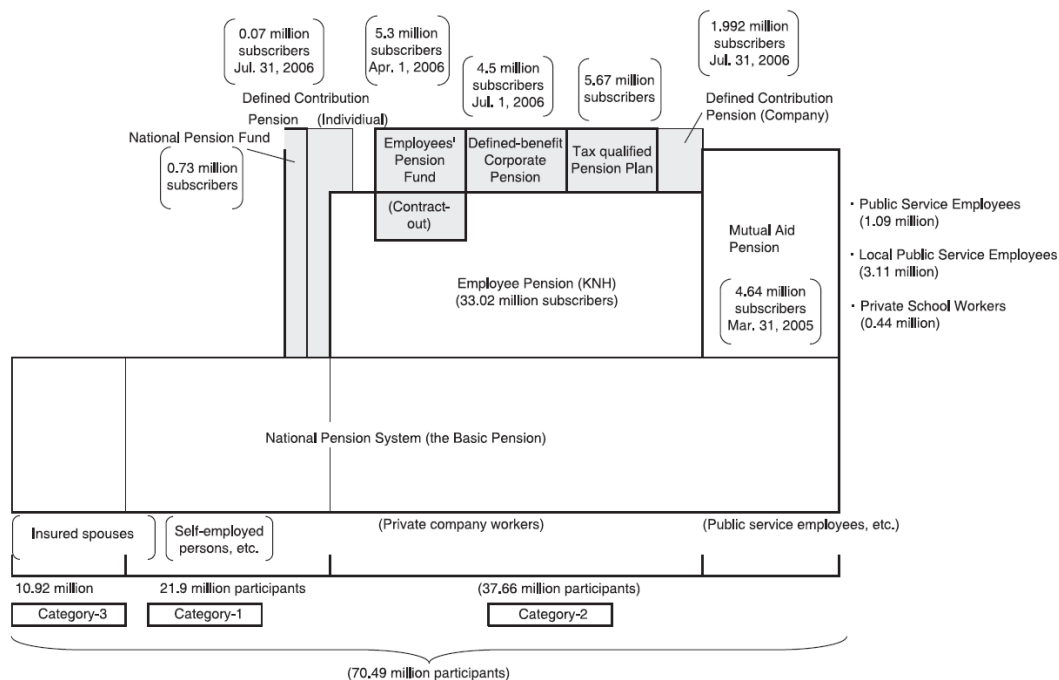 0.07 million
subscribers
Jul. 31, 2006
5.3 million
subscribers
Apr. 1, 2006
4.5 million
subscribers
Jul. 1, 2006
5.67 million
subscribers
1.992 million
subscribers
Jul. 31, 2006
Defined Contribution
Pension (Individiual)
National Pension Fund
0.73 million
subscribers
Defined Contribution
Pension (Company)
Employees'
Pension
Fund
(Contract-
out)
Defined-benefit
Corporate
Pension
Tax qualified
Pension Plan
Employee Pension (KNH)
(33.02 million subscribers)
Mutual Aid
Pension
4.64 million
subscribers
Mar. 31, 2005
・Public Service Employees
(1.09 million)
・Local Public Service Employees
(3.11 million)
・Private School Workers
(0.44 million)
National Pension System (the Basic Pension)
Insured spouses
Self-employed
persons, etc.
(Private company workers)
(Public service employees, etc.)
10.92 million
21.9 million participants
(37.66 million participants)
Category-3
Category-1
Category-2
(70.49 million participants)